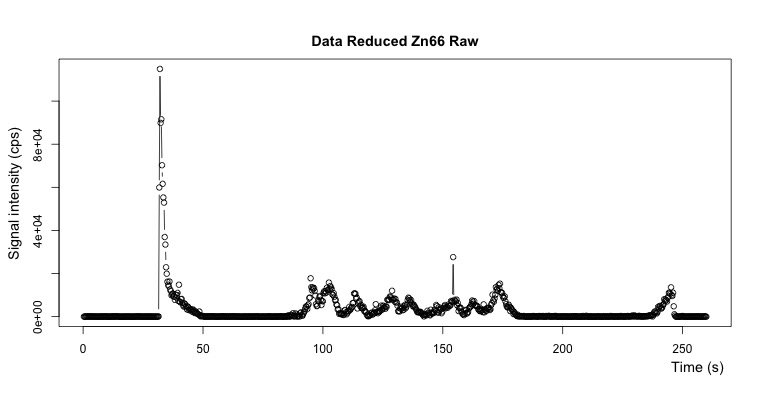 Data Reduced Zn66 Raw
Signal intensity (cps)
8e+04
4e+04
0e+00
0 50 100 150 200 250
Time (s)